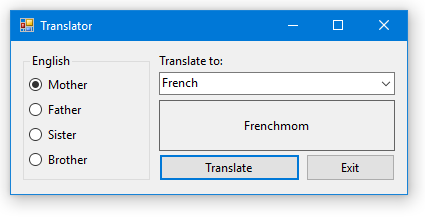 Translator
English
Mother
Father
Sister
Brother
Translate to:
French
Frenchmom
Translate
Exit